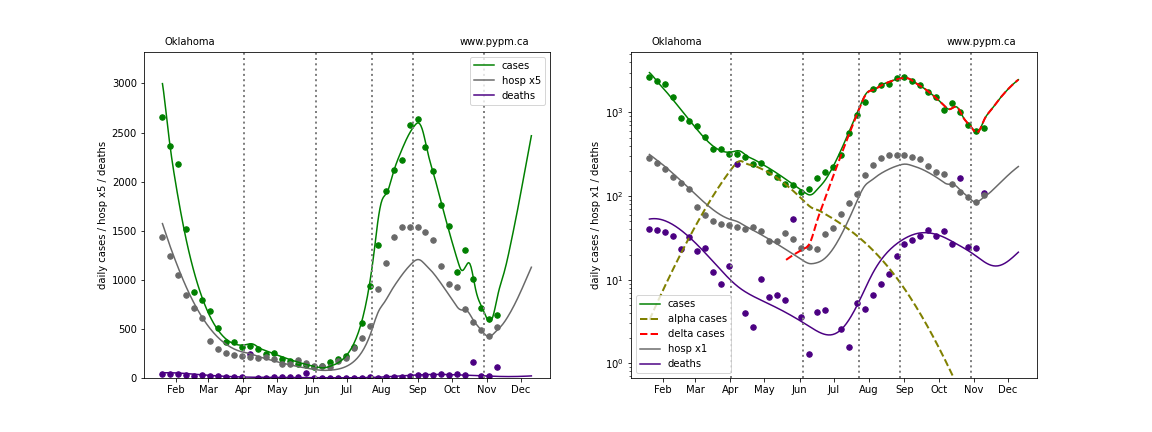 Oklahoma www.pypm.ca
daily cases / hosp x5 / deaths
3000
2500
2000
1500
1000
500
0
cases
hosp x5
deaths
Feb Mar Apr May Jun Jul Aug Sep Oct Nov Dec
Oklahoma www.pypm.ca
daily cases / hosp x1 / deaths
10³
10²
10¹
10⁰
cases
alpha cases
delta cases
hosp x1
deaths
Feb Mar Apr May Jun Jul Aug Sep Oct Nov Dec